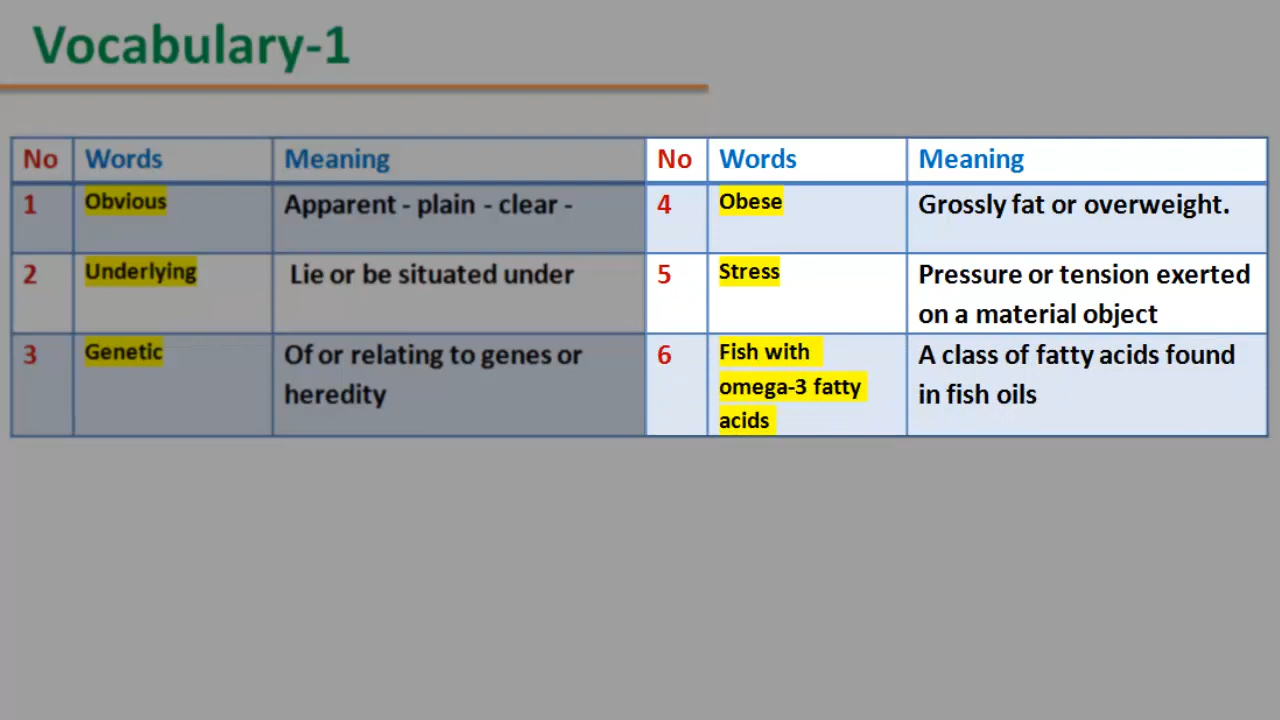 Vocabulary-1
No Words Meaning No Words Meaning
1 Obvious Apparent - plain - clear - 4 Obese Grossly fat or overweight.
2 Underlying Lie or be situated under 5 Stress Pressure or tension exerted
on a material object
3 Genetic Of or relating to genes or
heredity
6 Fish with
omega-3 fatty
acids
A class of fatty acids found
in fish oils